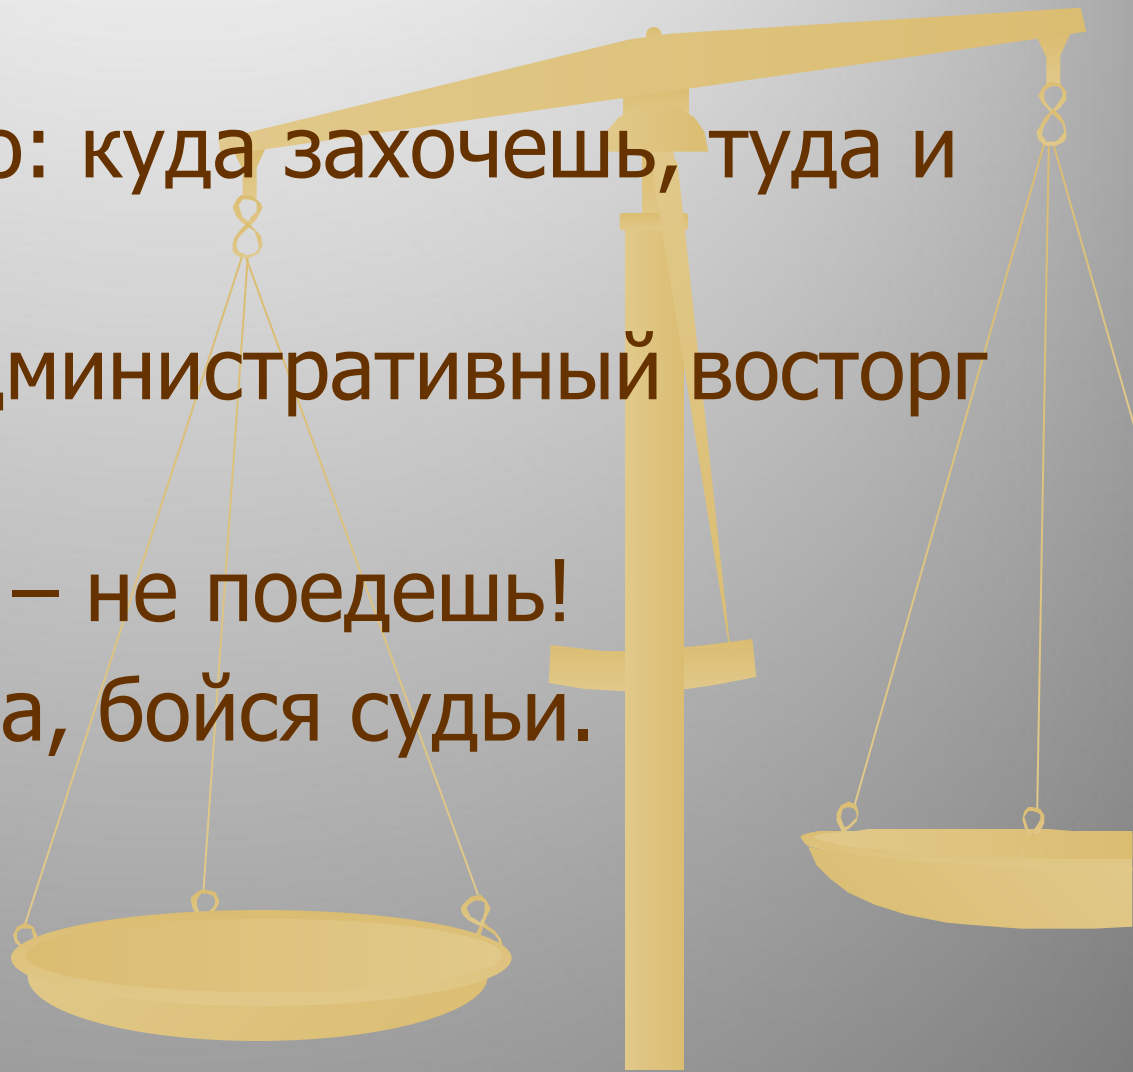 о: куда захочешь, туда и
дминистративный восторг
– не поедешь!
а, бойся судьи.